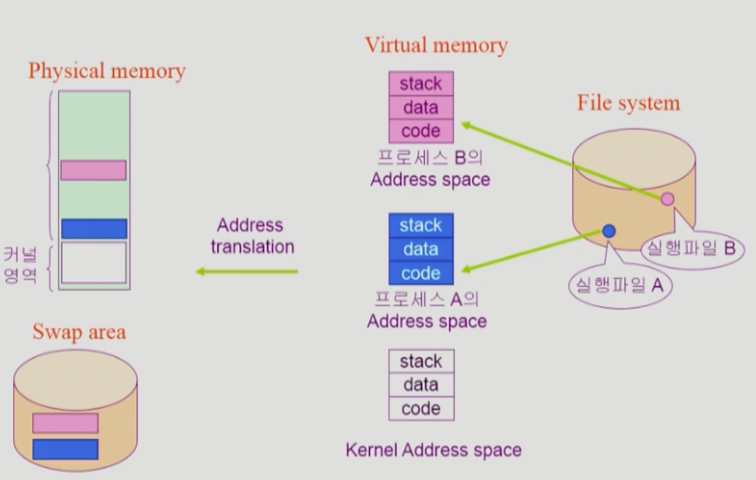 Physical memory
커널
영역
Swap area
Address
translation
Virtual memory
stack
data
code
프로세스 B의
Address space
stack
data
code
프로세스 A의
Address space
stack
data
code
Kernel Address space
File system
실행파일 B
실행파일 A